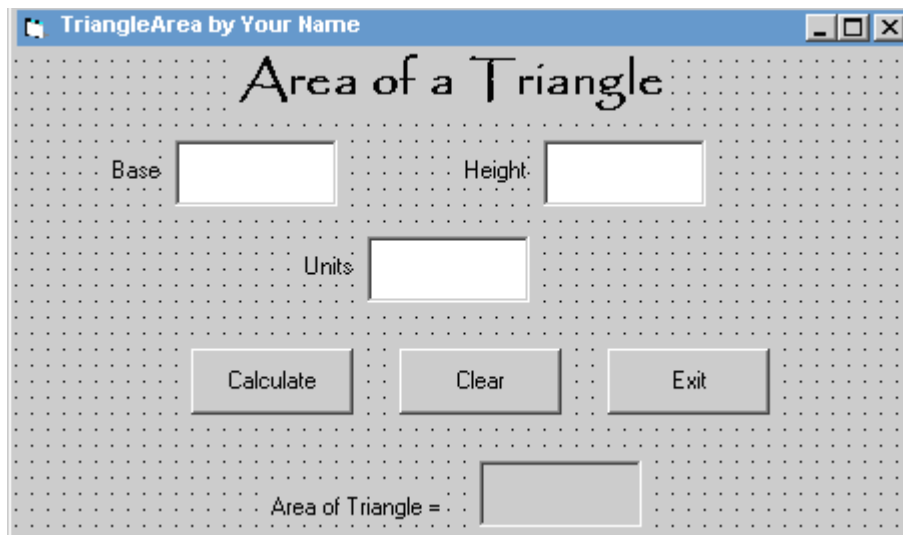 TriangleArea by Your Name
Area of a Triangle
Base Height
Units
Calculate Clear Exit
Area of Triangle =